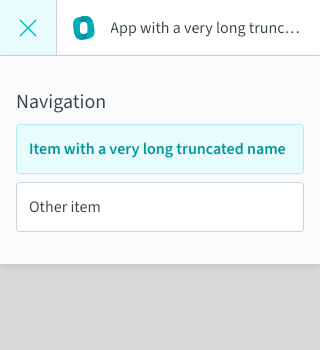 App with a very long trunc…
Navigation
Item with a very long truncated name
Other item